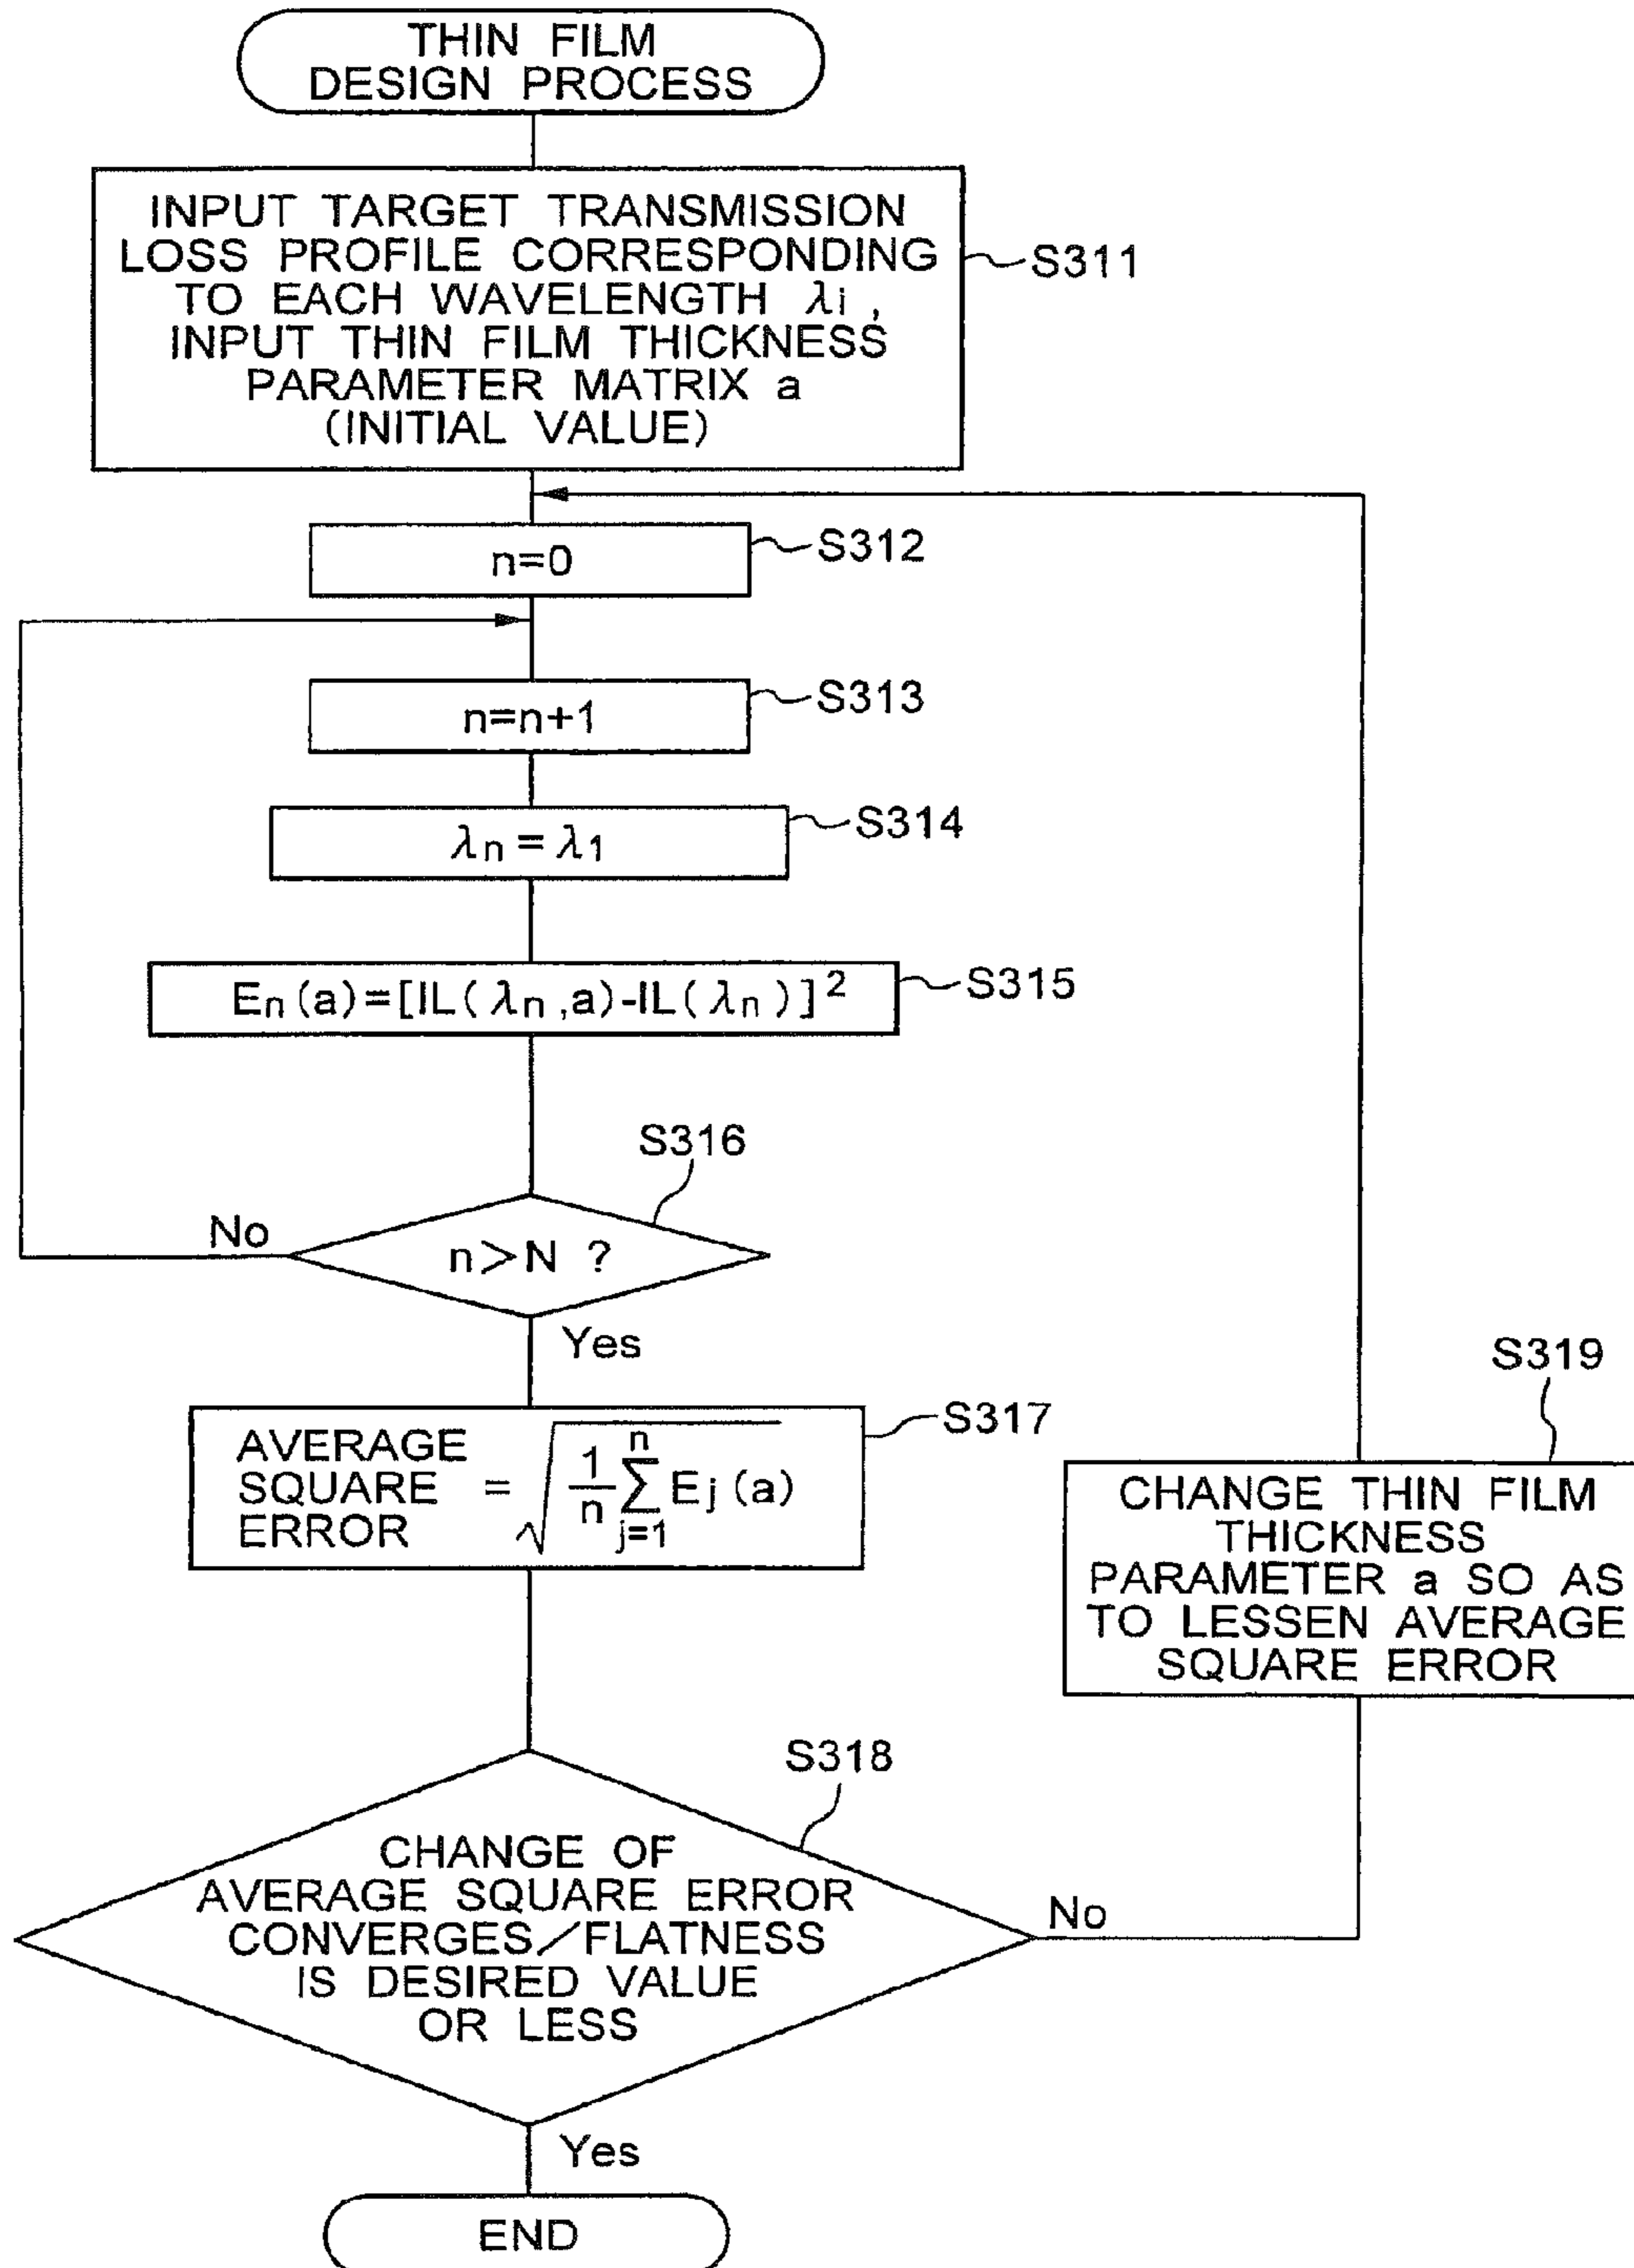 THIN FILM
DESIGN PROCESS
INPUT TARGET TRANSMISSION
LOSS PROFILE CORRESPONDING
TO EACH WAVELENGTH λi ,
INPUT THIN FILM THICKNESS
PARAMETER MATRIX a
(INITIAL VALUE)
S311
n=0
S312
n=n+1
S313
λn = λ1
S314
En(a)=[IL(λn,a)-IL(λn)]²
S315
S316
No
n>N ?
Yes
AVERAGE
SQUARE
ERROR
= √ 1/n n Σ j=1 Ej(a)
S317
S319
CHANGE THIN FILM
THICKNESS
PARAMETER a SO AS
TO LESSEN AVERAGE
SQUARE ERROR
S318
CHANGE OF
AVERAGE SQUARE ERROR
CONVERGES/FLATNESS
IS DESIRED VALUE
OR LESS
No
Yes
END